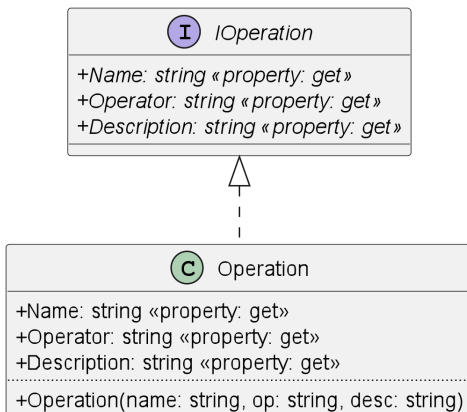 I IOperation
+Name: string «property: get»
+Operator: string «property: get»
+Description: string «property: get»
C Operation
+Name: string «property: get»
+Operator: string «property: get»
+Description: string «property: get»
+Operation(name: string, op: string, desc: string)